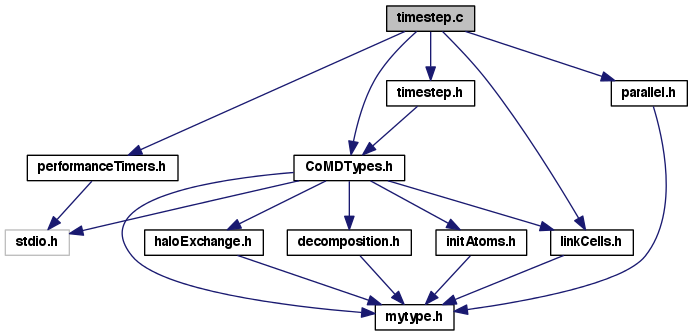 timestep.c
timestep.h
parallel.h
performanceTimers.h
CoMDTypes.h
stdio.h
haloExchange.h
decomposition.h
initAtoms.h
linkCells.h
mytype.h